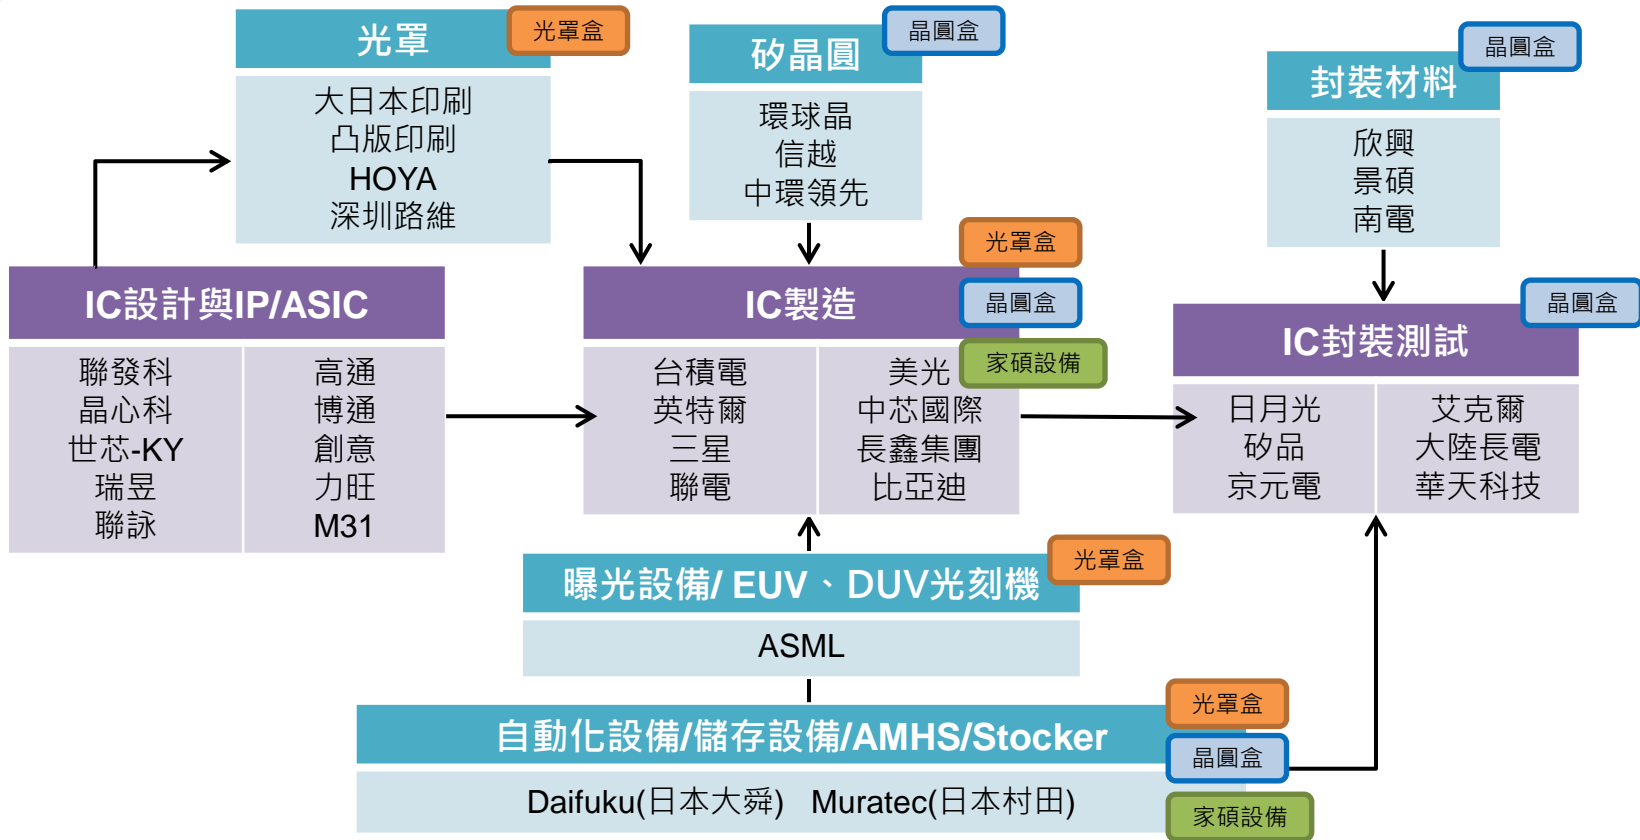 光罩
光罩盒
大日本印刷
凸版印刷
HOYA
深圳路維
矽晶圓
晶圓盒
環球晶
信越
中環領先
封裝材料
晶圓盒
欣興
景碩
南電
IC設計與IP/ASIC
聯發科
晶心科
世芯-KY
瑞昱
聯詠
高通
博通
創意
力旺
M31
IC製造
光罩盒
晶圓盒
家碩設備
台積電
英特爾
三星
聯電
美光
中芯國際
長鑫集團
比亞迪
IC封裝測試
晶圓盒
日月光
矽品
京元電
艾克爾
大陸長電
華天科技
曝光設備/ EUV、DUV光刻機
光罩盒
ASML
自動化設備/儲存設備/AMHS/Stocker
光罩盒
晶圓盒
家碩設備
Daifuku(日本大舜) Muratec(日本村田)